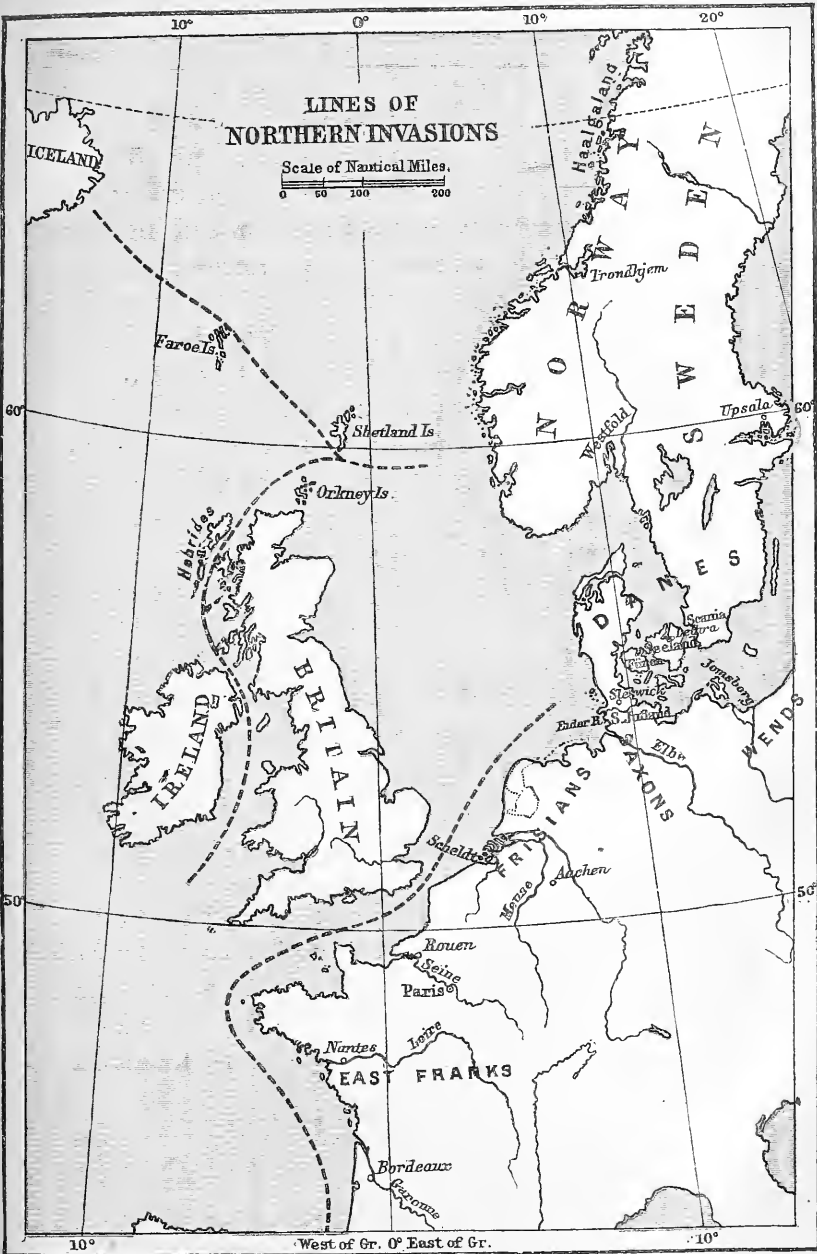 10° 0° 10° 20°
LINES OF
NORTHERN INVASIONS
Scale of Nautical Miles.
0 50 100 200
ICELAND
Haalgaland
NORWAY
SWEDEN
Trondhjem
Faroe Is.
60°
60°
Shetland Is
Westfold
Upsala
Orkney Is.
Hebrides
DANES
Scania
Seeland
Fünen
Jomsborg
Sleswick
Eider R.
S. Jutland
WENDS
Elbe
SAXONS
FRISIANS
IRELAND
BRITAIN
Scheldt
Meuse
Aachen
50°
50°
Rouen
Seine
Paris
Nantes
Loire
EAST FRANKS
Bordeaux
Garonne
10° West of Gr. 0° East of Gr. 10°